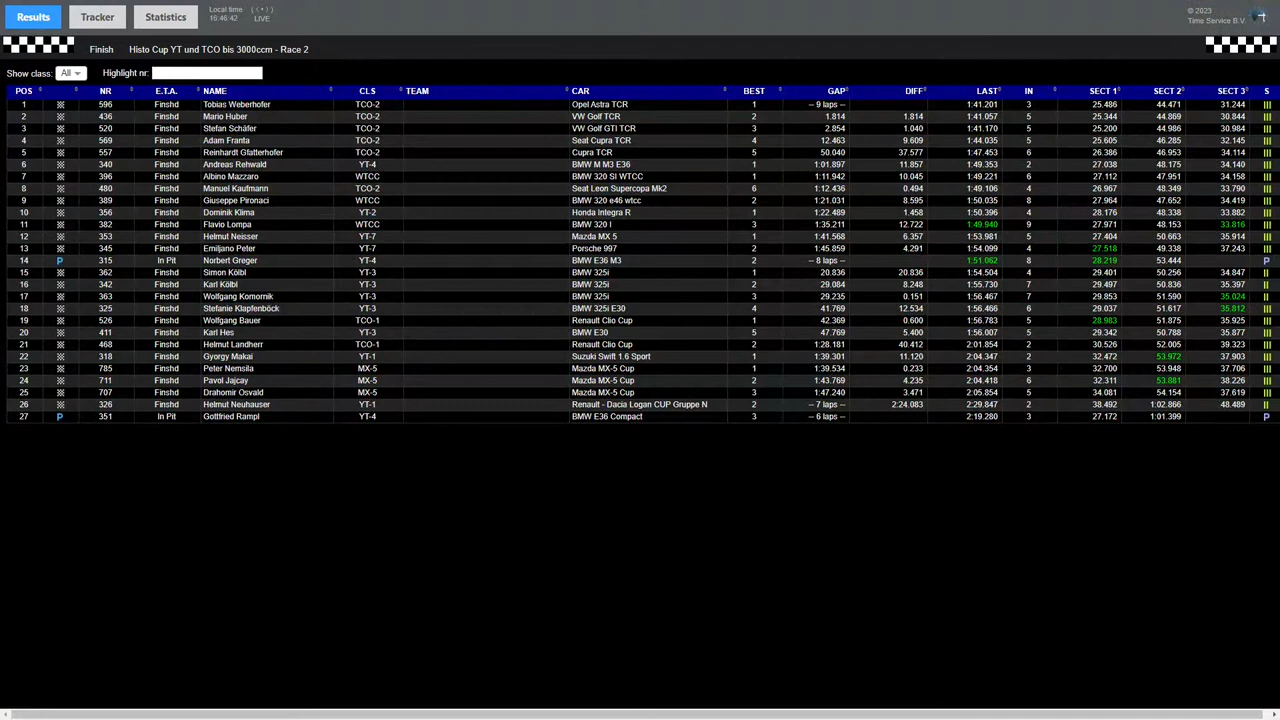 Results Tracker Statistics Local time 16:46:42 LIVE © 2023 Time Service B.V.
Finish Histo Cup YT und TCO bis 3000ccm - Race 2
Show class: All Highlight nr:
POS NR E.T.A. NAME CLS TEAM CAR BEST GAP DIFF LAST IN SECT 1 SECT 2 SECT 3 S
1 596 Finshd Tobias Weberhofer TCO-2 Opel Astra TCR 1 -- 9 laps -- 1:41.201 3 25.486 44.471 31.244
2 436 Finshd Mario Huber TCO-2 VW Golf TCR 2 1.814 1.814 1:41.057 5 25.344 44.869 30.844
3 520 Finshd Stefan Schäfer TCO-2 VW Golf GTI TCR 3 2.854 1.040 1:41.170 5 25.200 44.986 30.984
4 569 Finshd Adam Franta TCO-2 Seat Cupra TCR 4 12.463 9.609 1:44.035 5 25.605 46.285 32.145
5 557 Finshd Reinhardt Gfatterhofer TCO-2 Cupra TCR 5 50.040 37.577 1:47.453 6 26.386 46.953 34.114
6 340 Finshd Andreas Rehwald YT-4 BMW M M3 E36 1 1:01.897 11.857 1:49.353 2 27.038 48.175 34.140
7 396 Finshd Albino Mazzaro WTCC BMW 320 SI WTCC 1 1:11.942 10.045 1:49.221 6 27.112 47.951 34.158
8 480 Finshd Manuel Kaufmann TCO-2 Seat Leon Supercopa Mk2 6 1:12.436 0.494 1:49.106 4 26.967 48.349 33.790
9 389 Finshd Giuseppe Pironaci WTCC BMW 320 e46 wtcc 2 1:21.031 8.595 1:50.035 8 27.964 47.652 34.419
10 356 Finshd Dominik Klima YT-2 Honda Integra R 1 1:22.489 1.458 1:50.396 4 28.176 48.338 33.882
11 382 Finshd Flavio Lompa WTCC BMW 320 I 3 1:35.211 12.722 1:49.940 9 27.971 48.153 33.816
12 353 Finshd Helmut Neisser YT-7 Mazda MX 5 1 1:41.568 6.357 1:53.981 4 27.404 50.663 35.914
13 345 Finshd Emiljano Peter YT-7 Porsche 997 2 1:45.859 4.291 1:54.099 4 27.518 49.338 37.243
14 P 315 In Pit Norbert Greger YT-4 BMW E36 M3 2 -- 8 laps -- 1:51.062 8 28.219 53.444 P
15 362 Finshd Simon Kölbl YT-3 BMW 325i 1 20.836 20.836 1:54.504 4 29.401 50.256 34.847
16 342 Finshd Karl Kölbl YT-3 BMW 325i 2 29.084 8.248 1:55.730 7 29.497 50.836 35.397
17 363 Finshd Wolfgang Komornik YT-3 BMW 325i 3 29.235 0.151 1:56.467 7 29.853 51.590 35.024
18 325 Finshd Stefanie Klapfenböck YT-3 BMW 325i E30 4 41.769 12.534 1:56.466 6 29.037 51.617 35.812
19 526 Finshd Wolfgang Bauer TCO-1 Renault Clio Cup 1 42.369 0.600 1:56.783 5 28.983 51.875 35.925
20 411 Finshd Karl Hes YT-3 BMW E30 5 47.769 5.400 1:56.007 5 29.342 50.788 35.877
21 468 Finshd Helmut Landherr TCO-1 Renault Clio Cup 2 1:28.181 40.412 2:01.854 5 30.526 52.005 39.323
22 318 Finshd Gyorgy Makai YT-1 Suzuki Swift 1.6 Sport 1 1:39.301 11.120 2:04.347 2 32.472 53.972 37.903
23 785 Finshd Peter Nemsila MX-5 Mazda MX-5 Cup 1 1:39.534 0.233 2:04.354 3 32.700 53.948 37.706
24 711 Finshd Pavol Jajcay MX-5 Mazda MX-5 Cup 2 1:43.769 4.235 2:04.418 6 32.311 53.881 38.226
25 707 Finshd Drahomir Osvald MX-5 Mazda MX-5 Cup 3 1:47.240 3.471 2:05.854 5 34.081 54.154 37.619
26 326 Finshd Helmut Neuhauser YT-1 Renault - Dacia Logan CUP Gruppe N 2 -- 7 laps -- 2:24.083 2:29.847 2 38.492 1:02.866 48.489
27 P 351 In Pit Gottfried Rampl YT-4 BMW E36 Compact 3 -- 6 laps -- 2:19.280 3 27.172 1:01.399 P